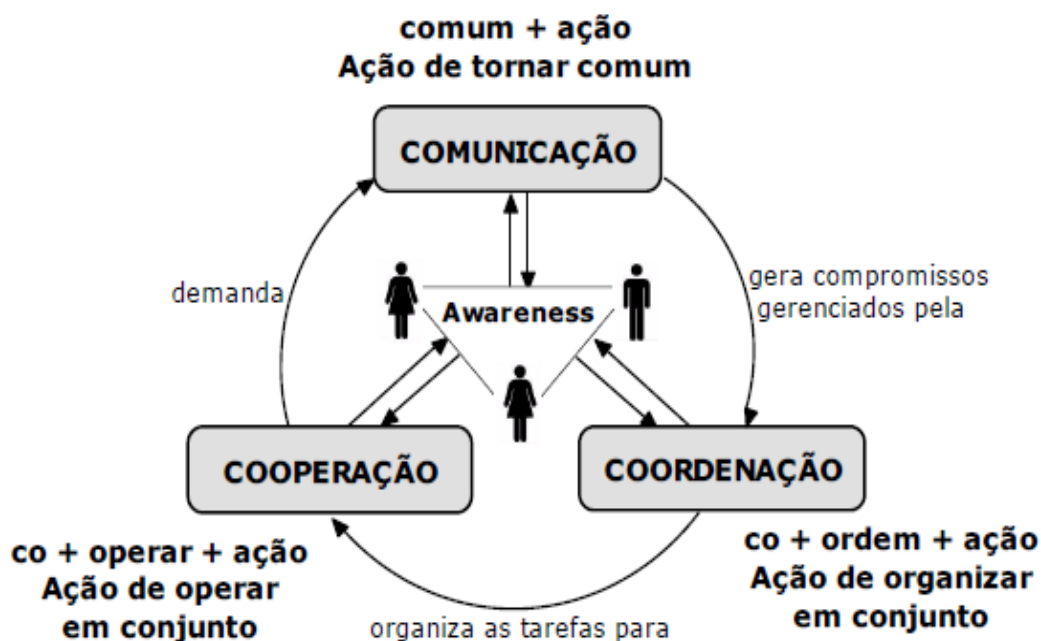 comum + ação
Ação de tornar comum
COMUNICAÇÃO
demanda
gera compromissos
gerenciados pela
Awareness
COOPERAÇÃO
COORDENAÇÃO
co + operar + ação
Ação de operar
em conjunto
co + ordem + ação
Ação de organizar
em conjunto
organiza as tarefas para